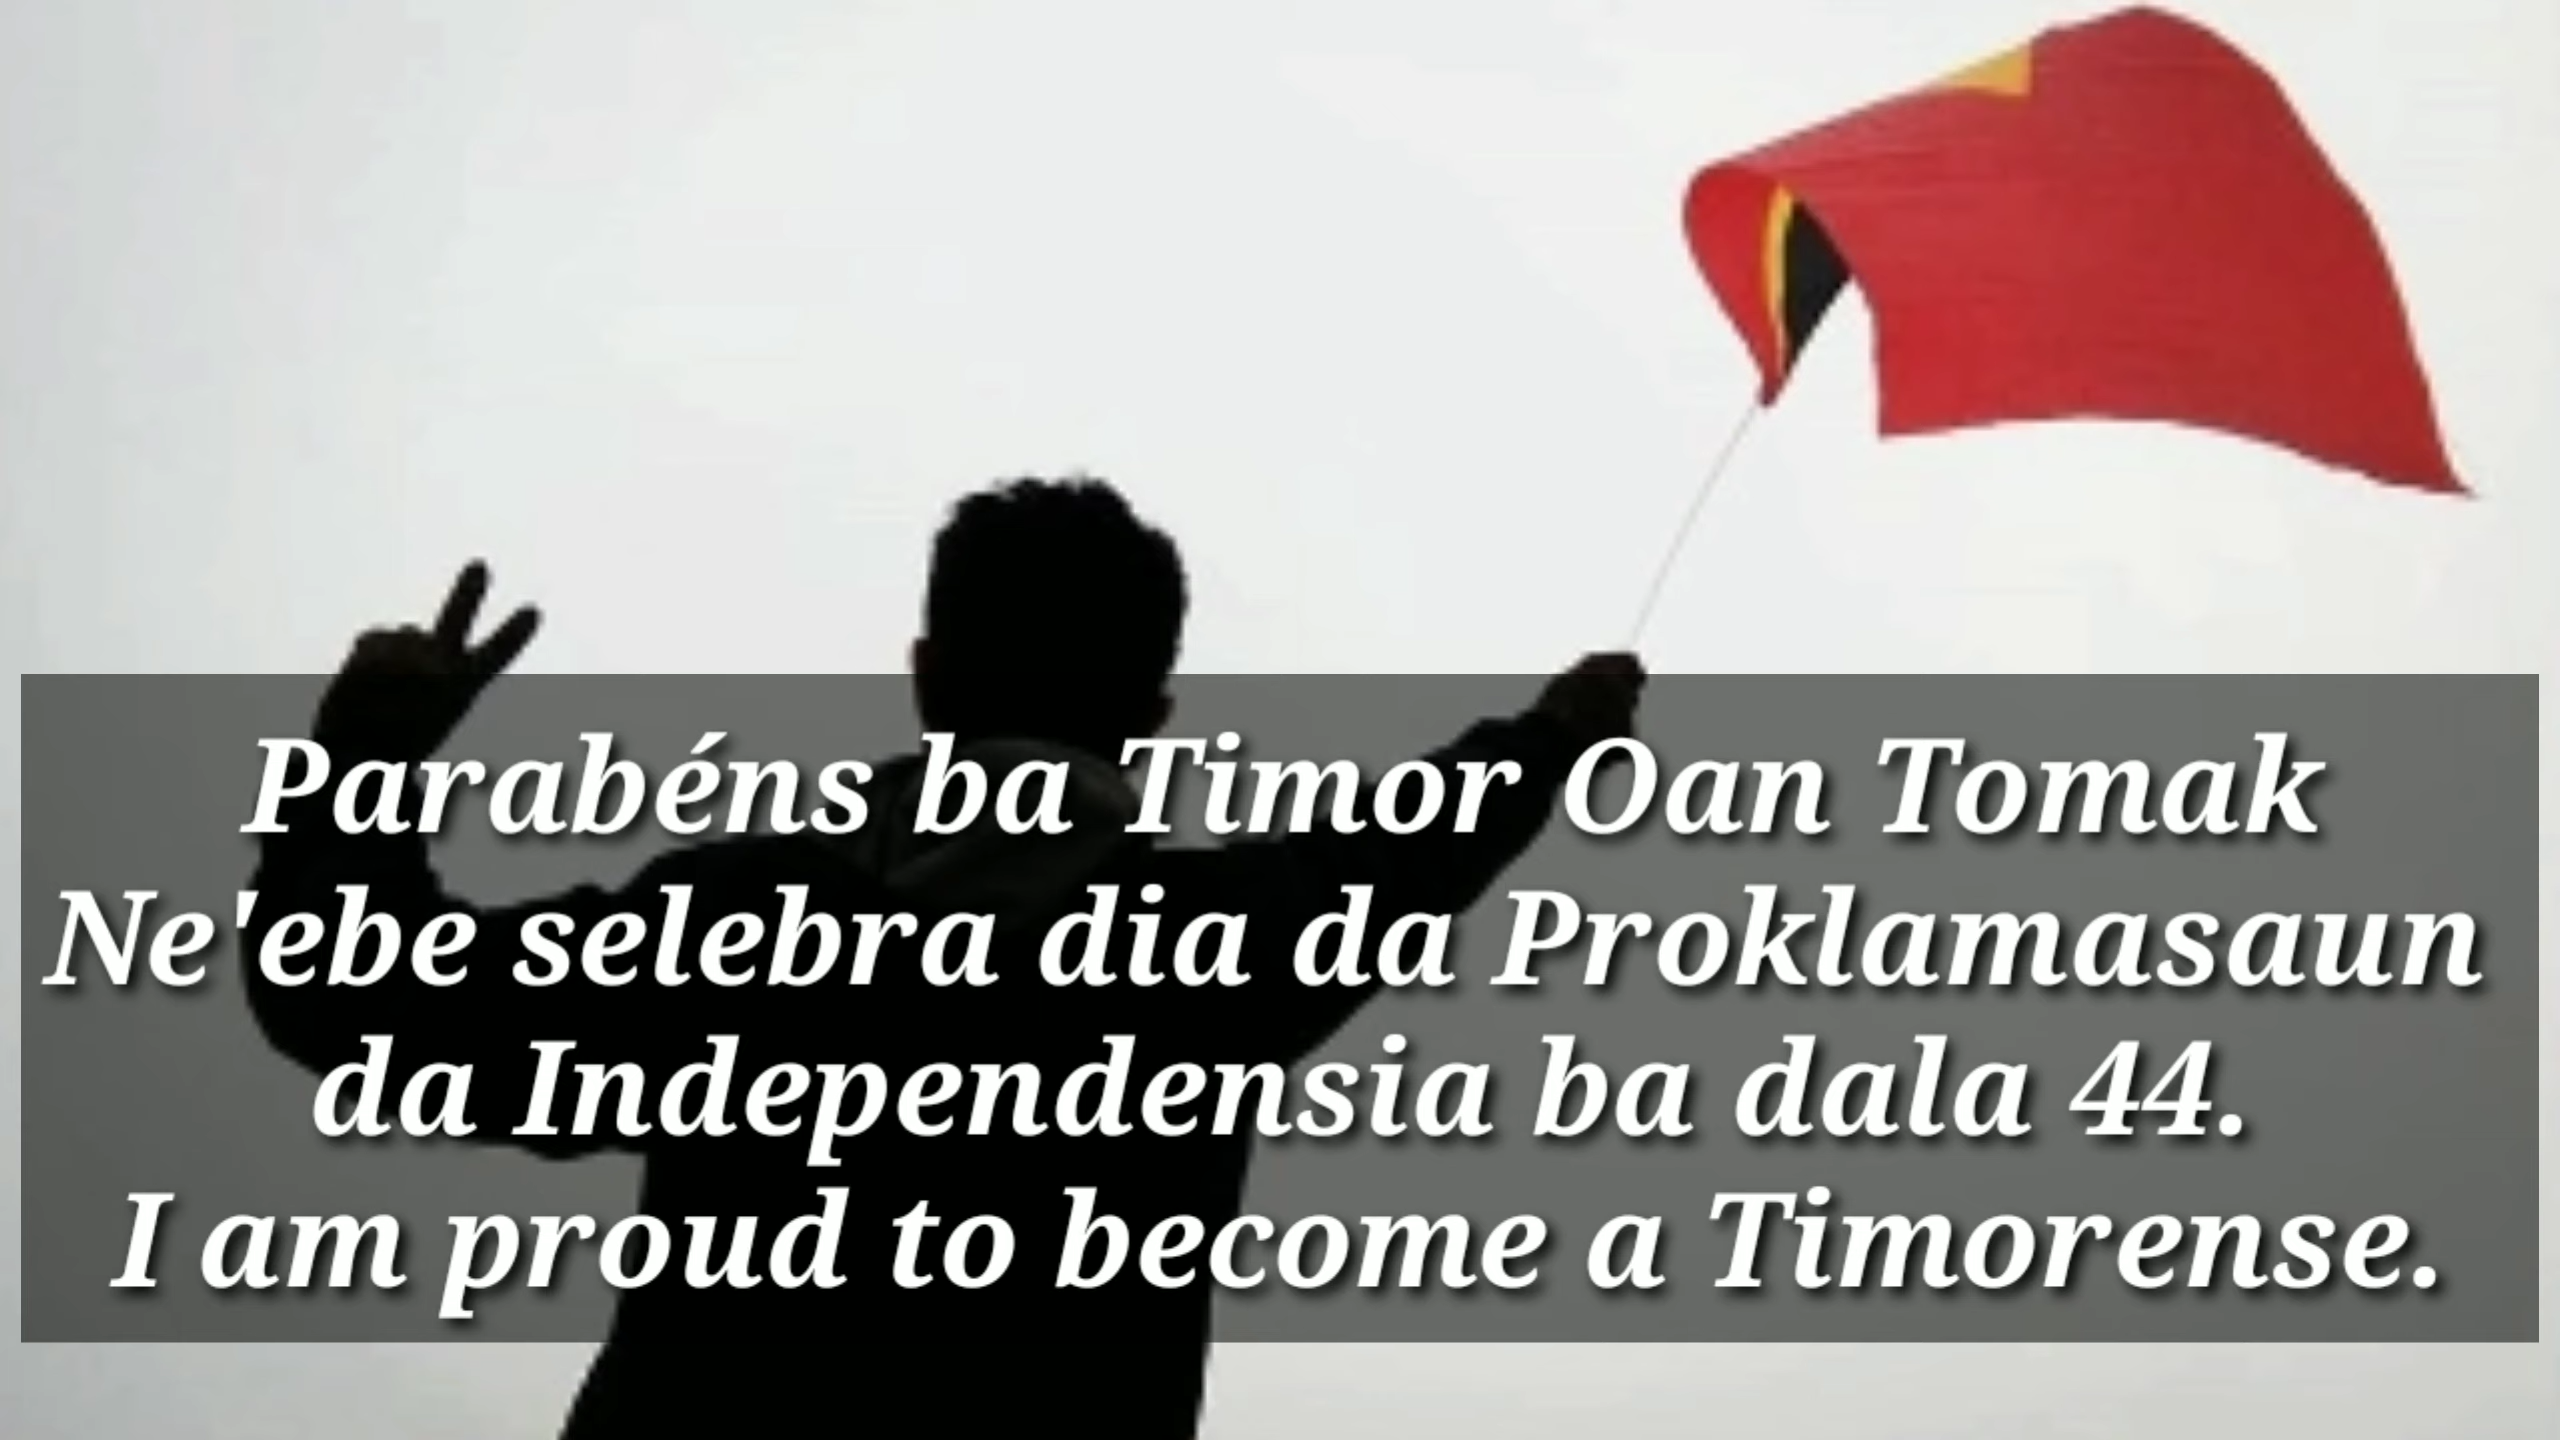 Parabéns ba Timor Oan Tomak
Ne'ebe selebra dia da Proklamasaun
da Independensia ba dala 44.
I am proud to become a Timorense.